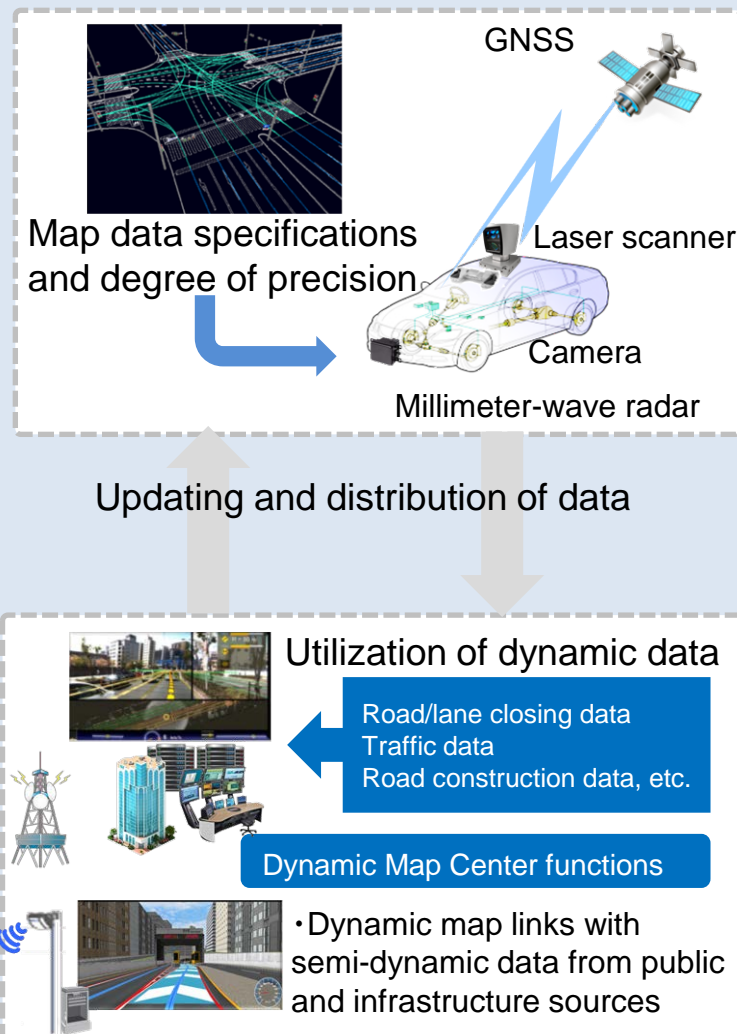 GNSS
Map data specifications
and degree of precision
Laser scanner
Camera
Millimeter-wave radar
Updating and distribution of data
Utilization of dynamic data
Road/lane closing data
Traffic data
Road construction data, etc.
Dynamic Map Center functions
・Dynamic map links with
semi-dynamic data from public
and infrastructure sources